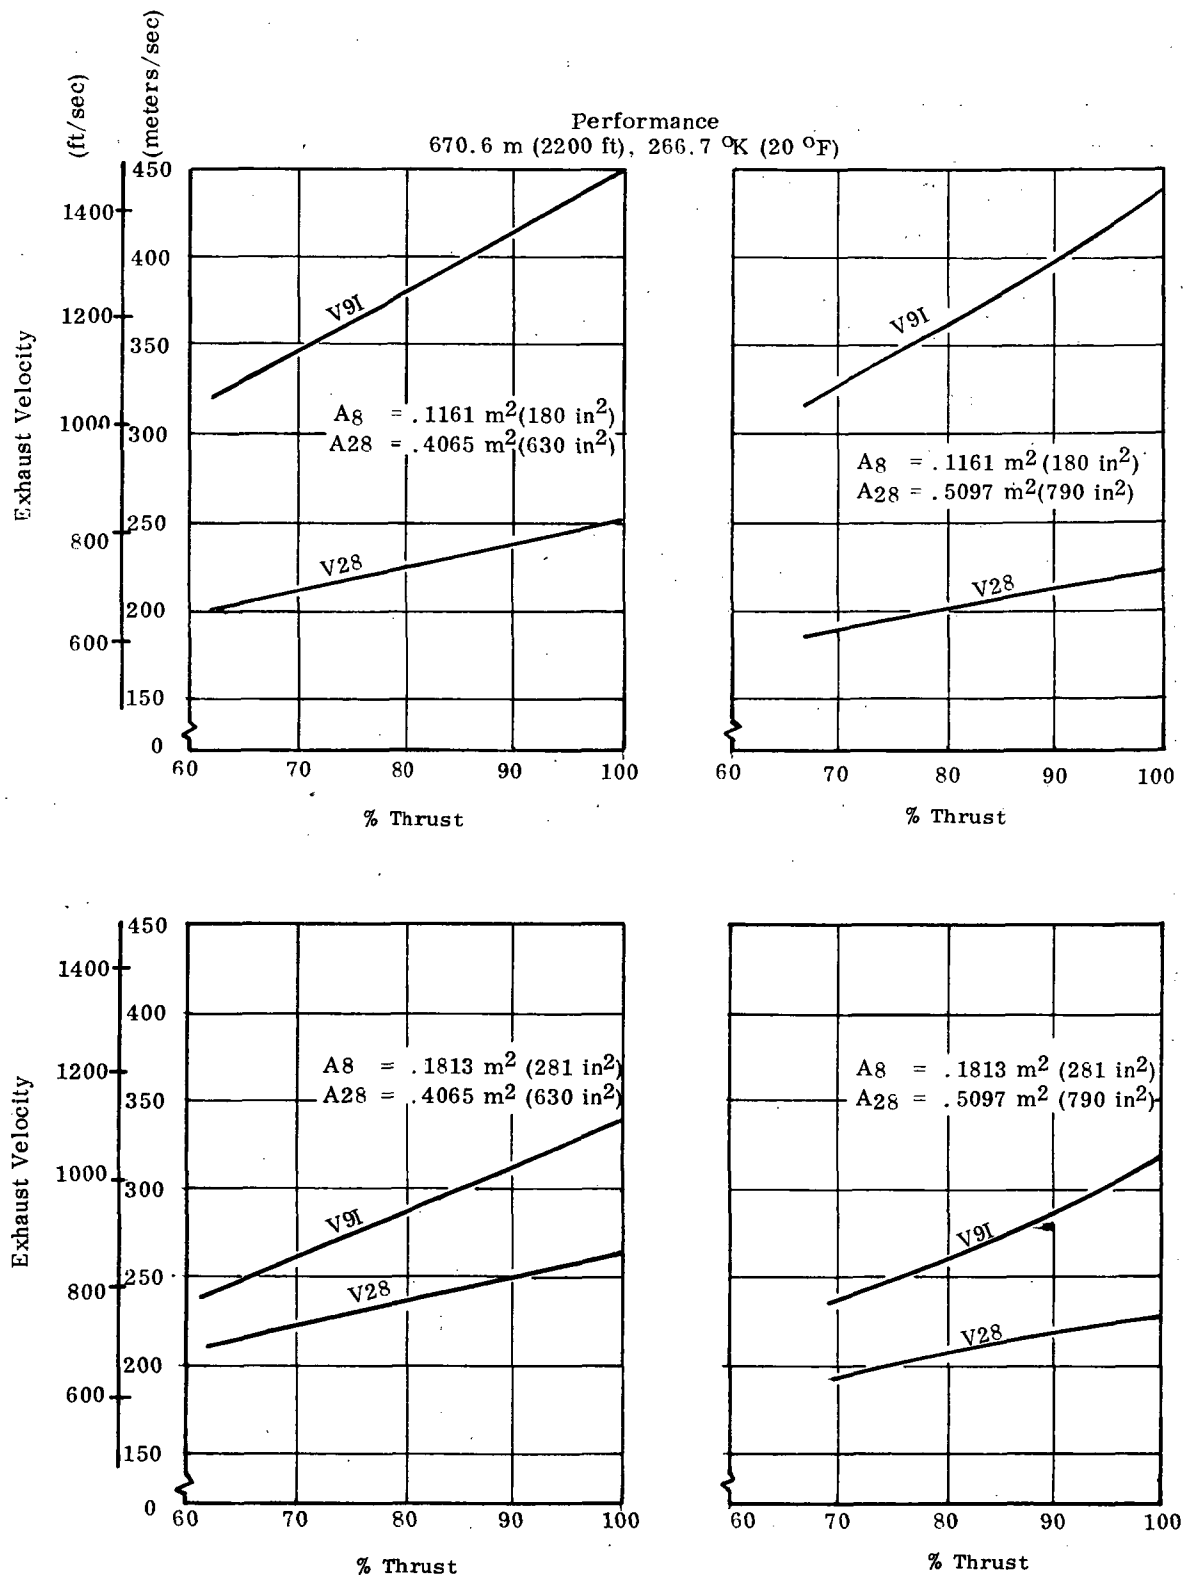 Performance
670.6 m (2200 ft), 266.7 °K (20 °F)
(ft/sec)
(meters/sec)
Exhaust Velocity
1400
1200
1000
800
600
450
400
350
300
250
200
150
0
V9I
A8 = .1161 m2(180 in2)
A28 = .4065 m2(630 in2)
V28
60 70 80 90 100
% Thrust
V9I
A8 = .1161 m2(180 in2)
A28 = .5097 m2(790 in2)
V28
60 70 80 90 100
% Thrust
Exhaust Velocity
1400
1200
1000
800
600
450
400
350
300
250
200
150
0
A8 = .1813 m2 (281 in2)
A28 = .4065 m2 (630 in2)
V9I
V28
60 70 80 90 100
% Thrust
A8 = .1813 m2 (281 in2)
A28 = .5097 m2 (790 in2)
V9I
V28
60 70 80 90 100
% Thrust